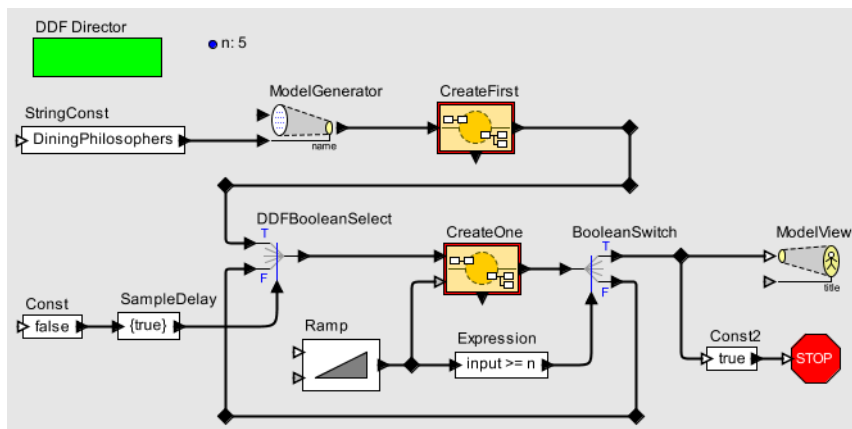 DDF Director
n: 5
ModelGenerator
CreateFirst
StringConst
DiningPhilosophers
name
DDFBooleanSelect
CreateOne
BooleanSwitch
ModelView
T
T
F
F
title
Const
SampleDelay
false
{true}
Ramp
Expression
input >= n
Const2
true
STOP